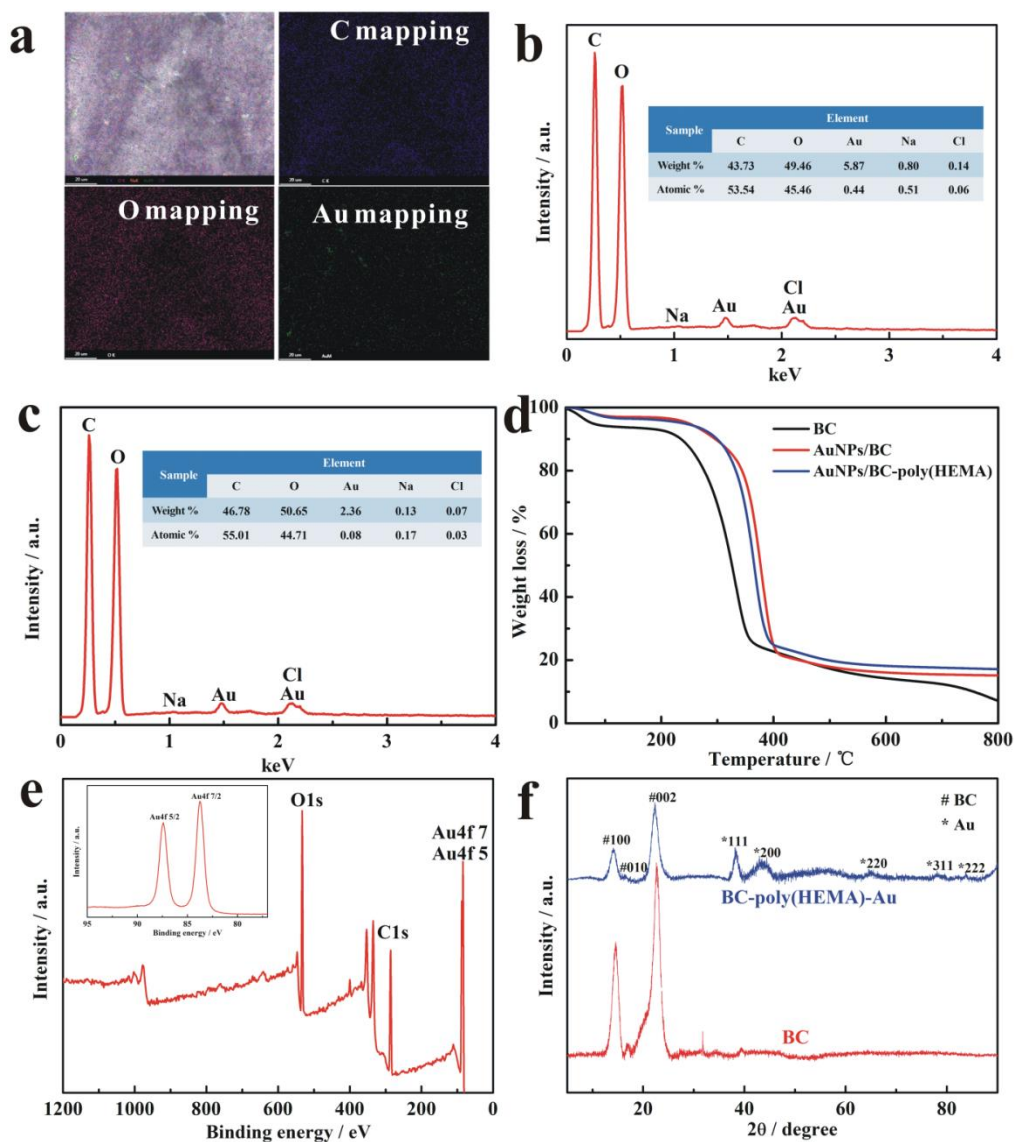 a
C mapping
20 um
C K
O mapping
Au mapping
20 um
O K
20 um
AuM
b
C
O
Sample
Element
C O Au Na Cl
Weight % 43.73 49.46 5.87 0.80 0.14
Atomic % 53.54 45.46 0.44 0.51 0.06
Na
Au
Cl
Au
Intensity / a.u.
0 1 2 3 4
keV
c
C
O
Sample
Element
C O Au Na Cl
Weight % 46.78 50.65 2.36 0.13 0.07
Atomic % 55.01 44.71 0.08 0.17 0.03
Na
Au
Cl
Au
Intensity / a.u.
0 1 2 3 4
keV
d
BC
AuNPs/BC
AuNPs/BC-poly(HEMA)
Weight loss / %
100
80
60
40
20
0
200 400 600 800
Temperature / ℃
e
Au4f 7/2
Au4f 5/2
Intensity / a.u.
95 90 85 80
Binding energy / eV
O1s
Au4f 7
Au4f 5
C1s
Intensity / a.u.
1200 1000 800 600 400 200 0
Binding energy / eV
f
#002
# BC
* Au
#100
#010
*111
*200
*220
*311
*222
BC-poly(HEMA)-Au
BC
Intensity / a.u.
20 40 60 80
2θ / degree